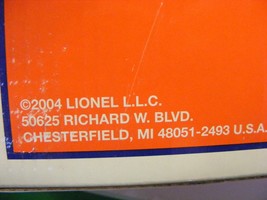 ©2004 LIONEL L.L.C.
50625 RICHARD W. BLVD.
CHESTERFIELD, MI 48051-2493 U.S.A.